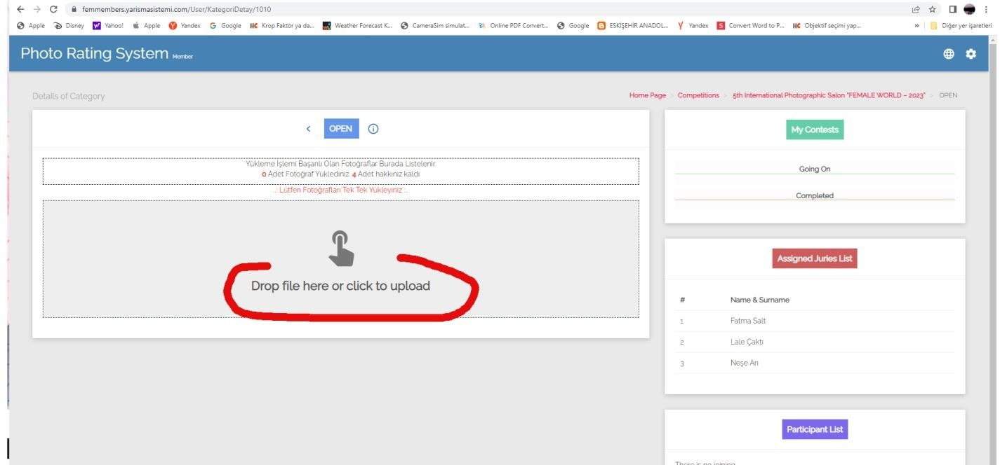 femmembers.yarismasistemi.com/User/KategoriDetay/1010
Apple Disney Yahoo! Apple Yandex Google Krop Faktör ya da... Weather Forecast K... CameraSim simulat... Online PDF Convert... Google ESKİŞEHİR ANADOL... Yandex Convert Word to P... Objektif seçimi yap... » Diğer yer işaretleri
Photo Rating System Member
Details of Category
Home Page > Competitions > 5th International Photographic Salon "FEMALE WORLD – 2023" > OPEN
OPEN
Yükleme İşlemi Başarılı Olan Fotoğraflar Burada Listelenir.
0 Adet Fotoğraf Yüklediniz. 4 Adet hakkınız kaldı
..: Lütfen Fotoğrafları Tek Tek Yükleyiniz :..
Drop file here or click to upload
My Contests
Going On
Completed
Assigned Juries List
# Name & Surname
1 Fatma Salt
2 Lale Çaktı
3 Neşe Arı
Participant List
There is no joining